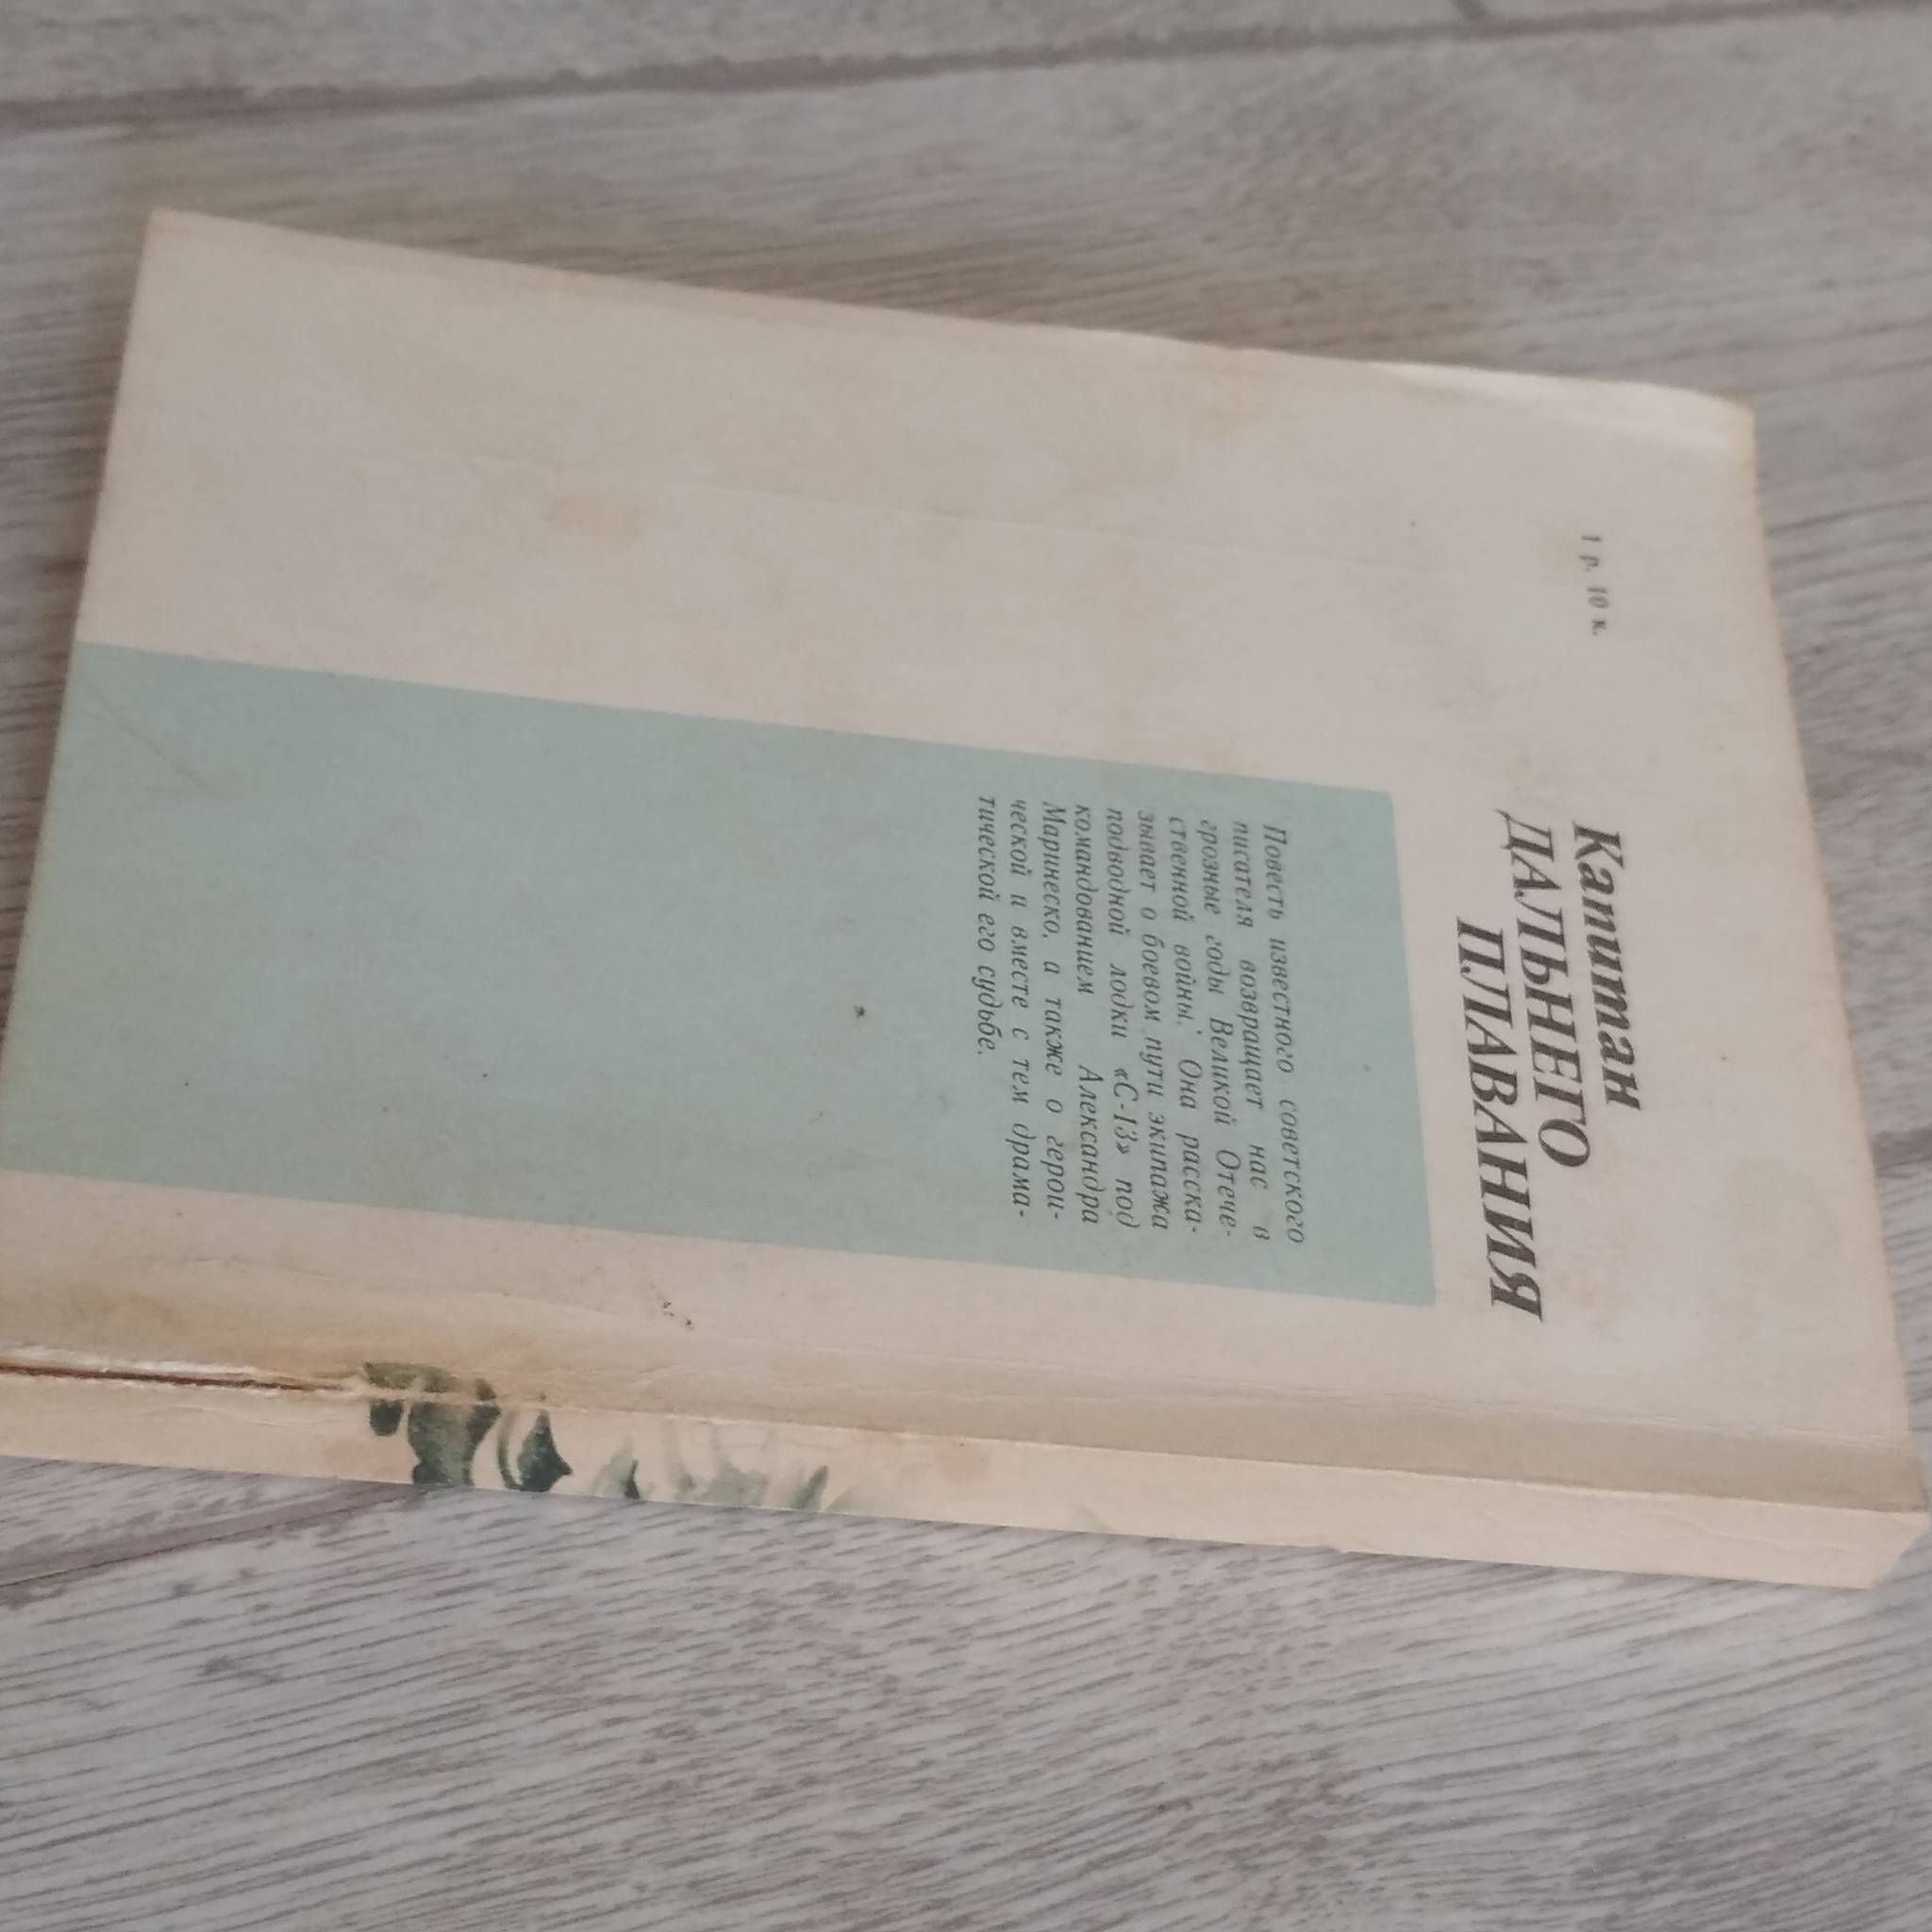 1 р. 10 к.
Капитан
ДАЛЬНЕГО
ПЛАВАНИЯ
Повесть известного советского
писателя возвращает нас в
грозные годы Великой Отече-
ственной войны. Она расска-
зывает о боевом пути экипажа
подводной лодки «С-13» под
командованием Александра
Маринеско, а также о герои-
ческой и вместе с тем драма-
тической его судьбе.